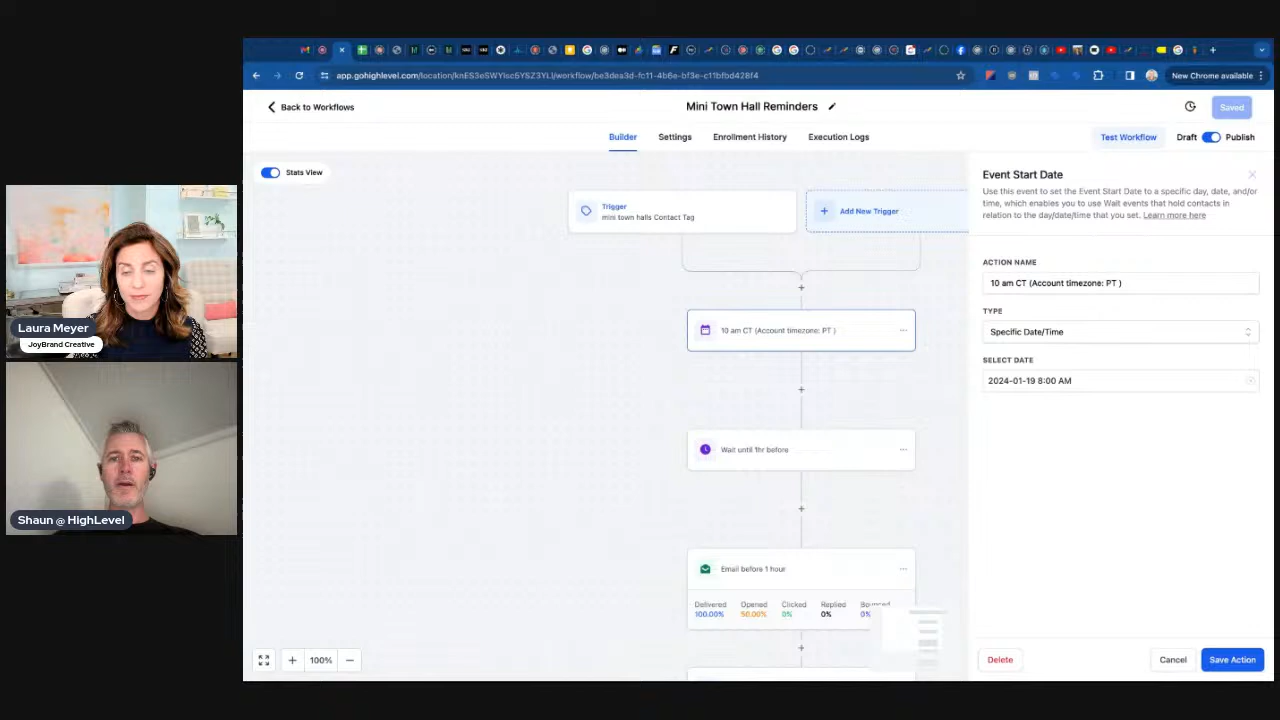 New Chrome available
app.gohighlevel.com/location/knES3eSWYIsc5YSZ3YLI/workflow/be3dea3d-fc11-4b6e-bf3e-c11bfbd428f4
Back to Workflows
Mini Town Hall Reminders
Saved
Builder
Settings
Enrollment History
Execution Logs
Test Workflow
Draft
Publish
Stats View
Trigger
mini town halls Contact Tag
Add New Trigger
10 am CT (Account timezone: PT )
Wait until 1hr before
Email before 1 hour
Delivered
Opened
Clicked
Replied
Bounced
100.00%
50.00%
0%
0%
0%
100%
Event Start Date
Use this event to set the Event Start Date to a specific day, date, and/or
time, which enables you to use Wait events that hold contacts in
relation to the day/date/time that you set. Learn more here
ACTION NAME
10 am CT (Account timezone: PT )
TYPE
Specific Date/Time
SELECT DATE
2024-01-19 8:00 AM
Delete
Cancel
Save Action
Laura Meyer
JoyBrand Creative
Shaun @ HighLevel